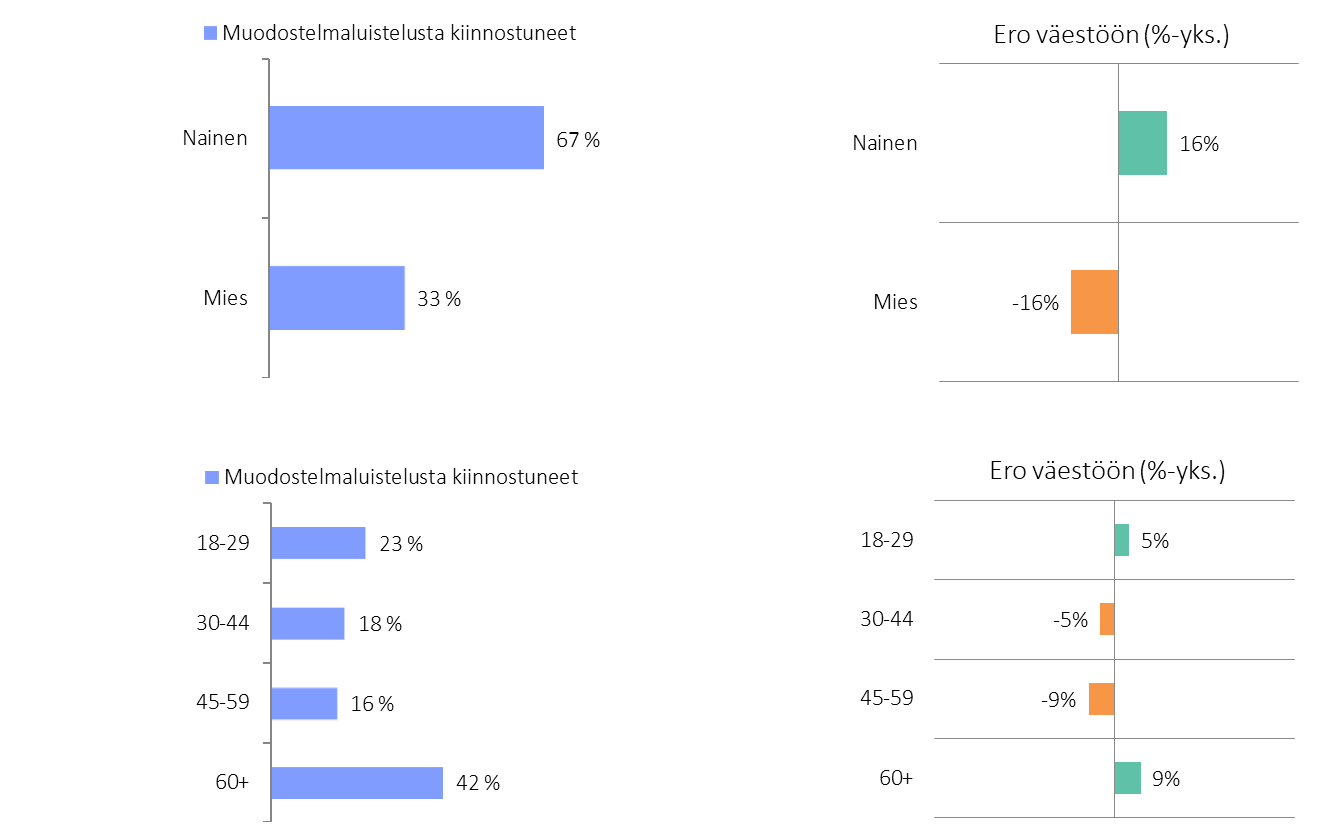 Muodostelmaluistelusta kiinnostuneet
Nainen
67 %
Mies
33 %
Ero väestöön (%-yks.)
Nainen
16%
Mies
-16%
Muodostelmaluistelusta kiinnostuneet
18-29
23 %
30-44
18 %
45-59
16 %
60+
42 %
Ero väestöön (%-yks.)
18-29
5%
30-44
-5%
45-59
-9%
60+
9%